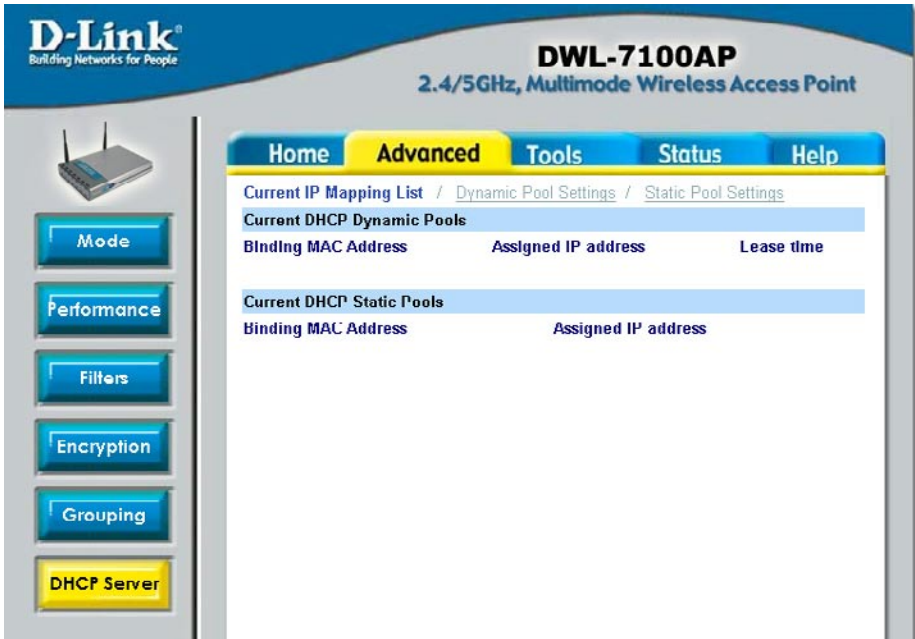 D-Link®
Building Networks for People
DWL-7100AP
2.4/5GHz, Multimode Wireless Access Point
Home Advanced Tools Status Help
Current IP Mapping List / Dynamic Pool Settings / Static Pool Settings
Current DHCP Dynamic Pools
Binding MAC Address Assigned IP address Lease time
Current DHCP Static Pools
Binding MAC Address Assigned IP address
Mode
Performance
Filters
Encryption
Grouping
DHCP Server